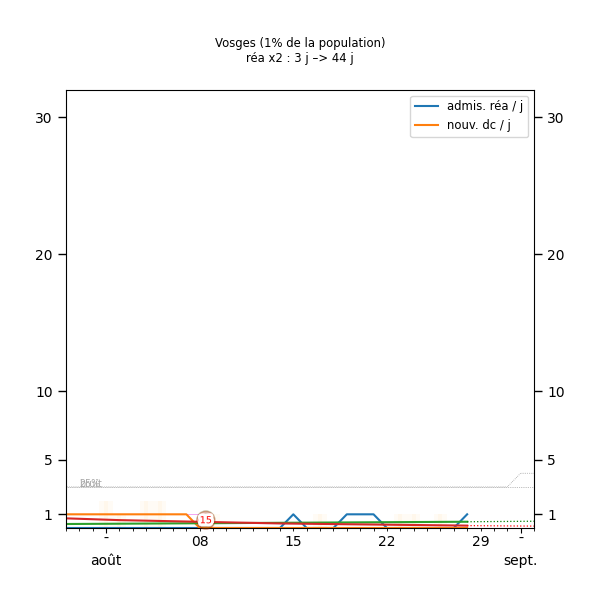 Vosges (1% de la population)
réa x2 : 3 j –> 44 j
admis. réa / j
nouv. dc / j
30 30
20 20
10 10
5 5
1 1
15
- 08 15 22 29 -
août sept.